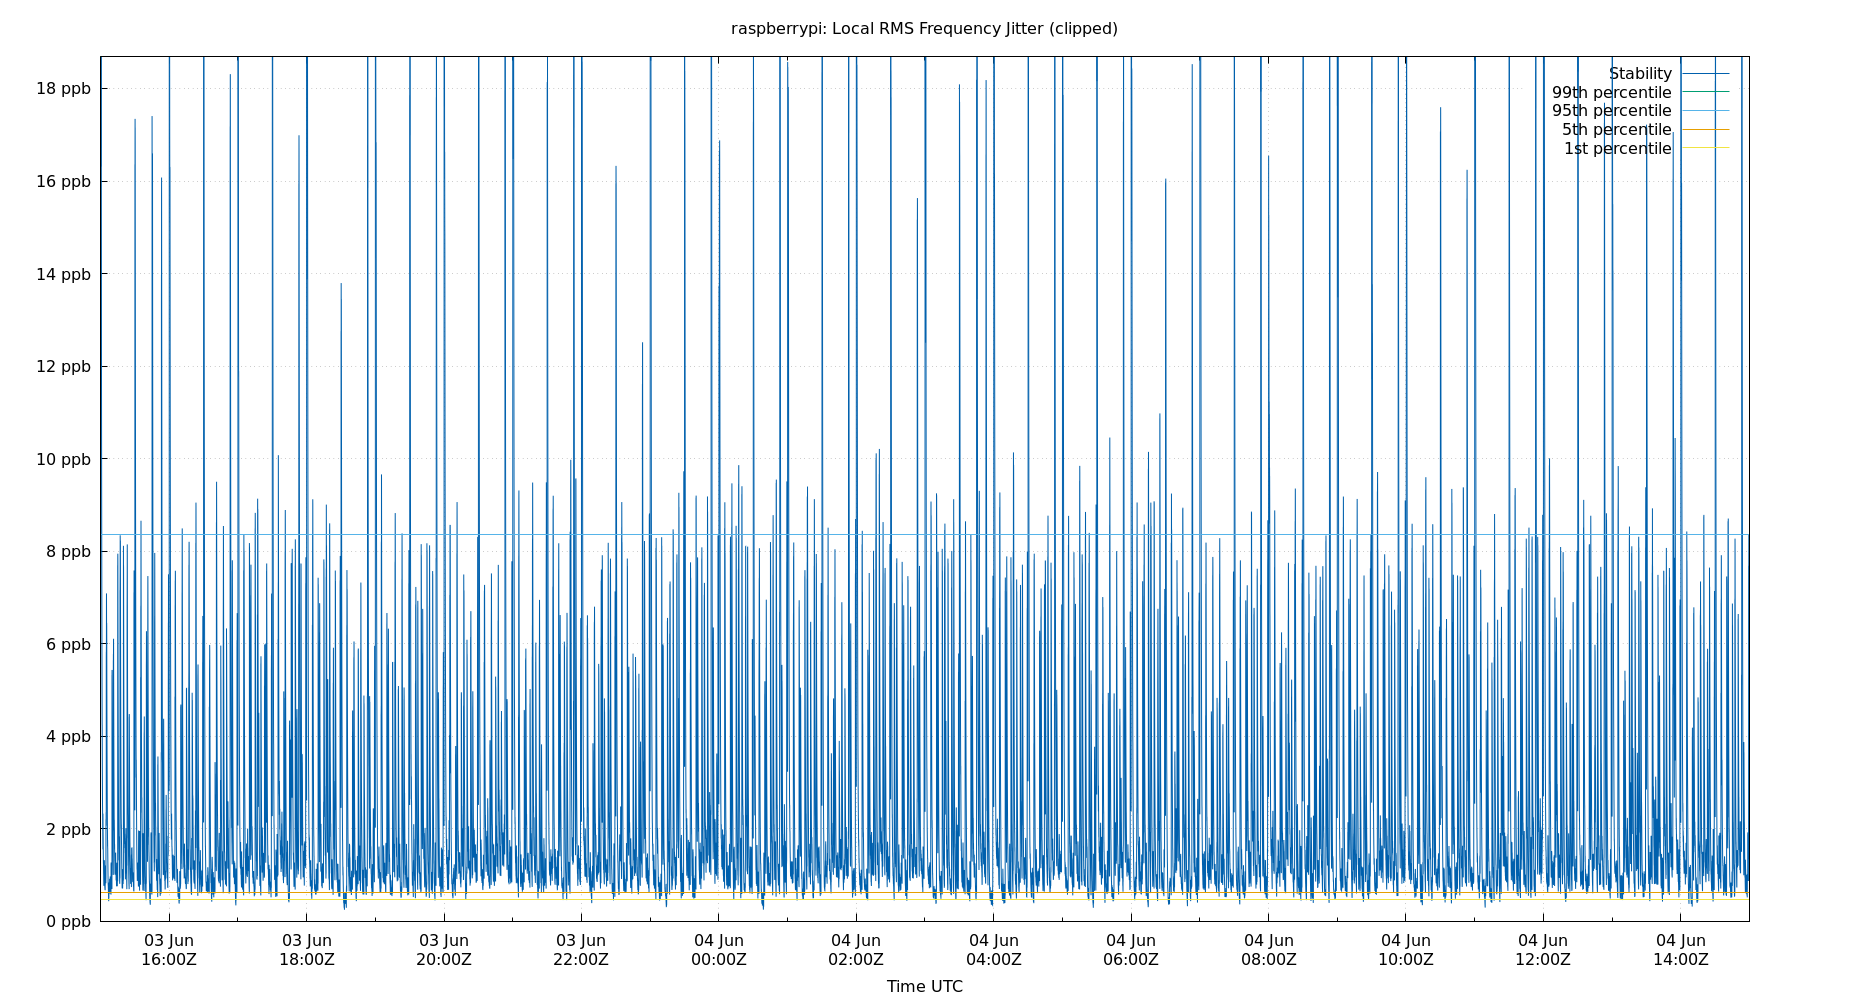 raspberrypi: Local RMS Frequency Jitter (clipped)
18 ppb
16 ppb
14 ppb
12 ppb
10 ppb
8 ppb
6 ppb
4 ppb
2 ppb
0 ppb
Stability
99th percentile
95th percentile
5th percentile
1st percentile
03 Jun
16:00Z
03 Jun
18:00Z
03 Jun
20:00Z
03 Jun
22:00Z
04 Jun
00:00Z
04 Jun
02:00Z
04 Jun
04:00Z
04 Jun
06:00Z
04 Jun
08:00Z
04 Jun
10:00Z
04 Jun
12:00Z
04 Jun
14:00Z
Time UTC